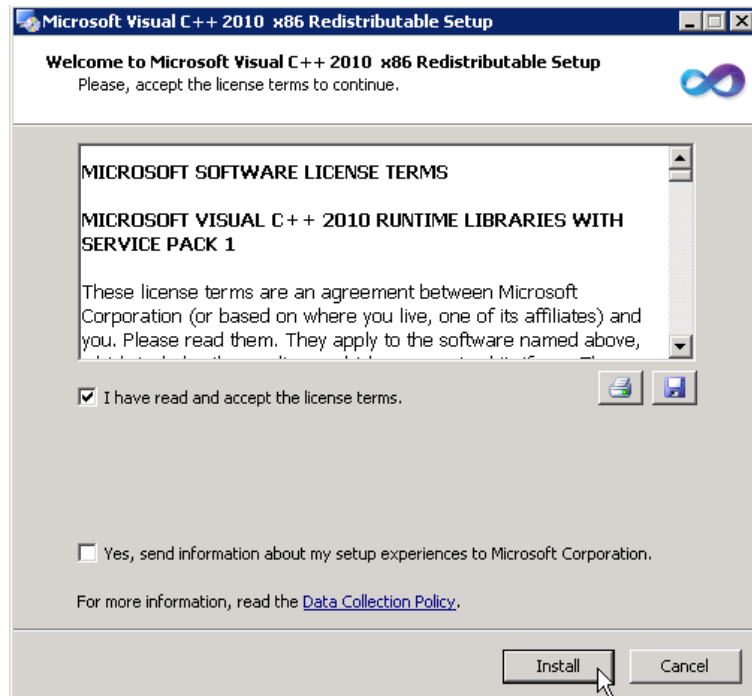 Microsoft Visual C++ 2010 x86 Redistributable Setup
Welcome to Microsoft Visual C++ 2010 x86 Redistributable Setup
Please, accept the license terms to continue.
MICROSOFT SOFTWARE LICENSE TERMS
MICROSOFT VISUAL C++ 2010 RUNTIME LIBRARIES WITH
SERVICE PACK 1
These license terms are an agreement between Microsoft
Corporation (or based on where you live, one of its affiliates) and
you. Please read them. They apply to the software named above,
I have read and accept the license terms.
Yes, send information about my setup experiences to Microsoft Corporation.
For more information, read the Data Collection Policy.
Install
Cancel